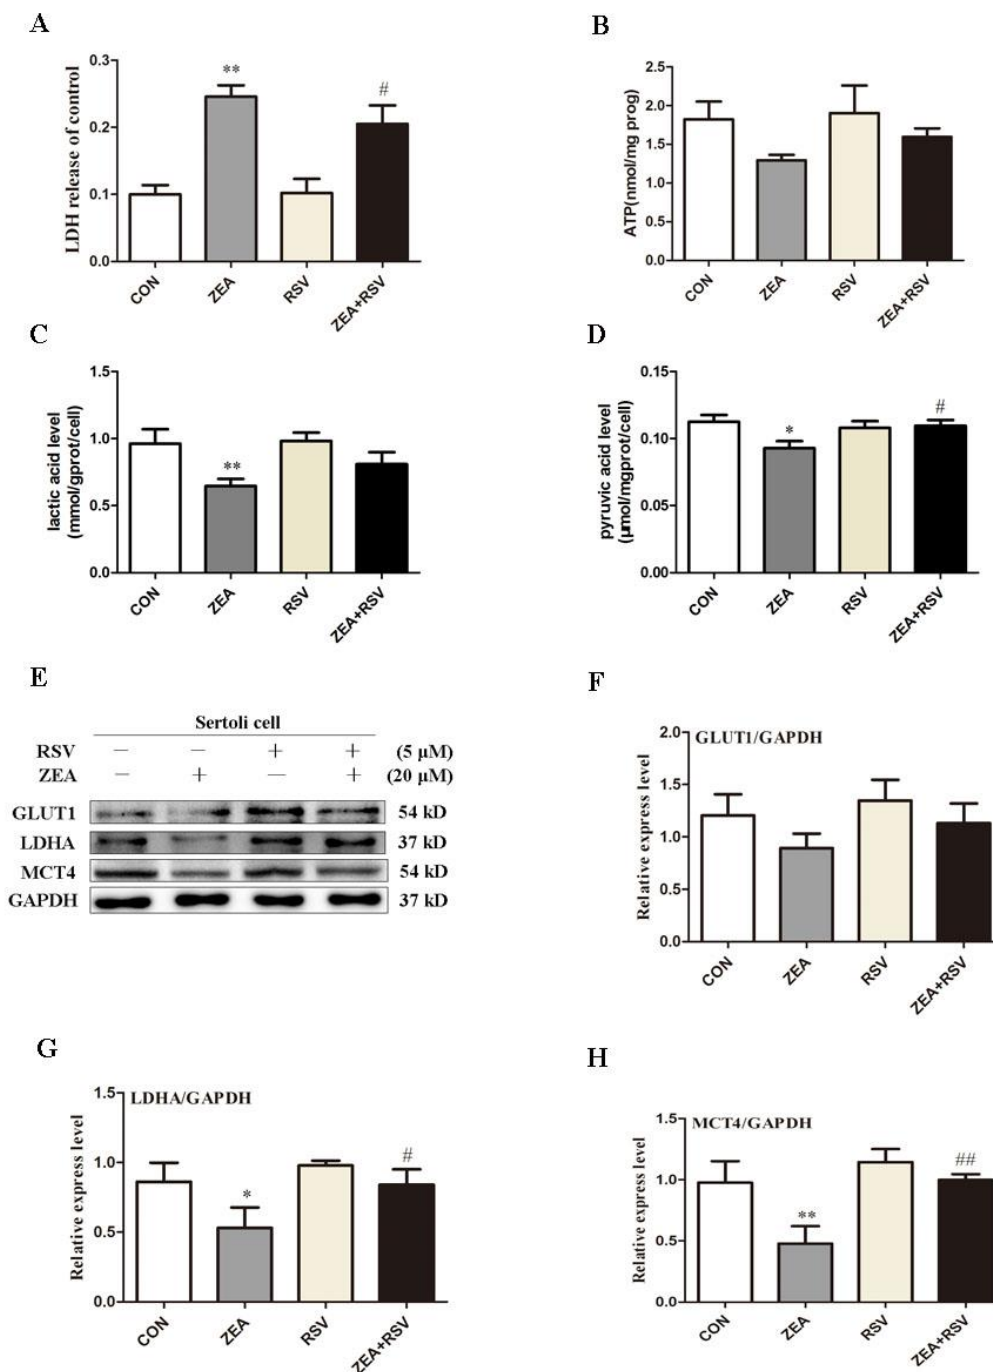 A
LDH release of control
0.3
0.2
0.1
0.0
**
#
CON
ZEA
RSV
ZEA+RSV
B
ATP(nmol/mg prog)
2.5
2.0
1.5
1.0
0.5
0.0
CON
ZEA
RSV
ZEA+RSV
C
lactic acid level
(mmol/gprot/cell)
1.5
1.0
0.5
0.0
**
CON
ZEA
RSV
ZEA+RSV
D
pyruvic acid level
(µmol/mgprot/cell)
0.15
0.10
0.05
0.00
*
#
CON
ZEA
RSV
ZEA+RSV
E
Sertoli cell
RSV − − + + (5 µM)
ZEA − + − + (20 µM)
GLUT1 54 kD
LDHA 37 kD
MCT4 54 kD
GAPDH 37 kD
F
GLUT1/GAPDH
Relative express level
2.0
1.5
1.0
0.5
0.0
CON
ZEA
RSV
ZEA+RSV
G
LDHA/GAPDH
Relative express level
1.5
1.0
0.5
0.0
*
#
CON
ZEA
RSV
ZEA+RSV
H
MCT4/GAPDH
Relative express level
1.5
1.0
0.5
0.0
**
##
CON
ZEA
RSV
ZEA+RSV